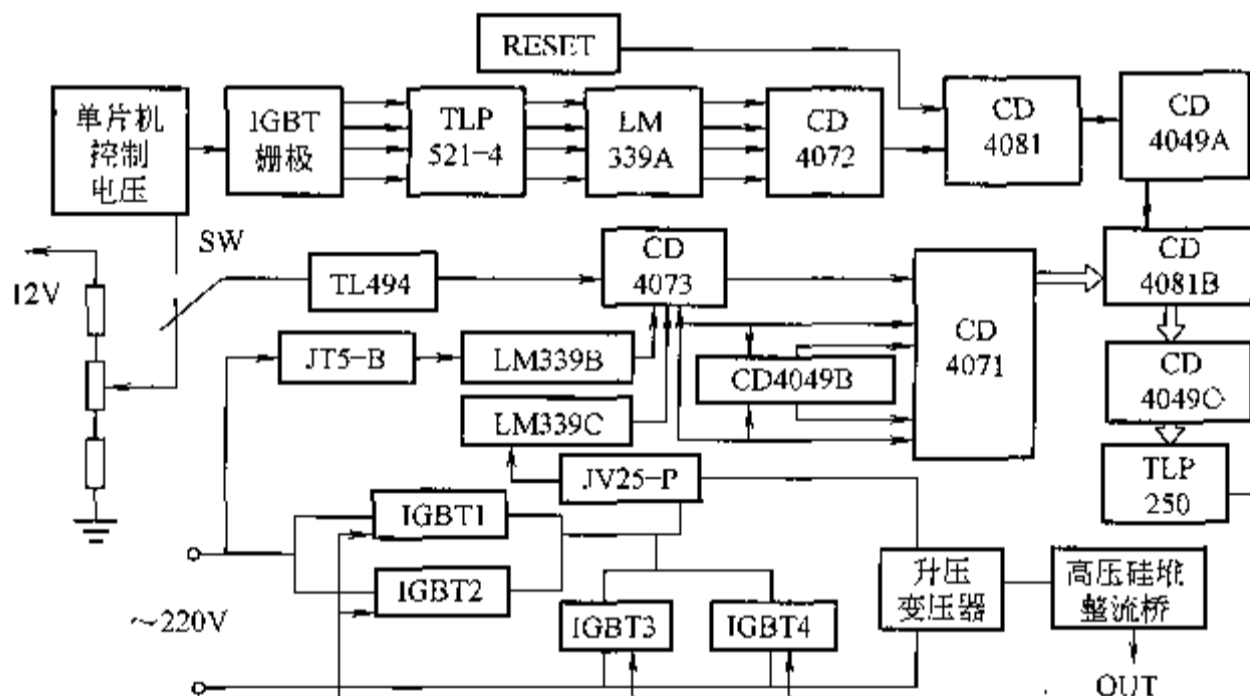 RESET
单片机
控制
电压
IGBT
栅极
TLP
521-4
LM
339A
CD
4072
CD
4081
CD
4049A
SW
12V
TL494
CD
4073
CD
4071
CD
4081B
JT5-B
LM339B
CD4049B
CD
4049C
LM339C
JV25-P
TLP
250
IGBT1
IGBT2
~220V
IGBT3
IGBT4
升压
变压器
高压硅堆
整流桥
OUT